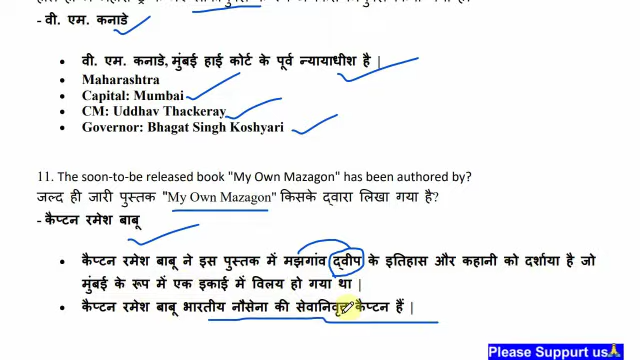 - वी. एम. कनाडे
• वी. एम. कनाडे, मुंबई हाई कोर्ट के पूर्व न्यायाधीश है |
• Maharashtra
• Capital: Mumbai
• CM: Uddhav Thackeray
• Governor: Bhagat Singh Koshyari
11. The soon-to-be released book "My Own Mazagon" has been authored by?
जल्द ही जारी पुस्तक "My Own Mazagon" किसके द्वारा लिखा गया है?
- कैप्टन रमेश बाबू
• कैप्टन रमेश बाबू ने इस पुस्तक में मझगांव द्वीप के इतिहास और कहानी को दर्शाया है जो
मुंबई के रूप में एक इकाई में विलय हो गया था |
• कैप्टन रमेश बाबू भारतीय नौसेना की सेवानिवृत्त कैप्टन हैं |
Please Suppurt us